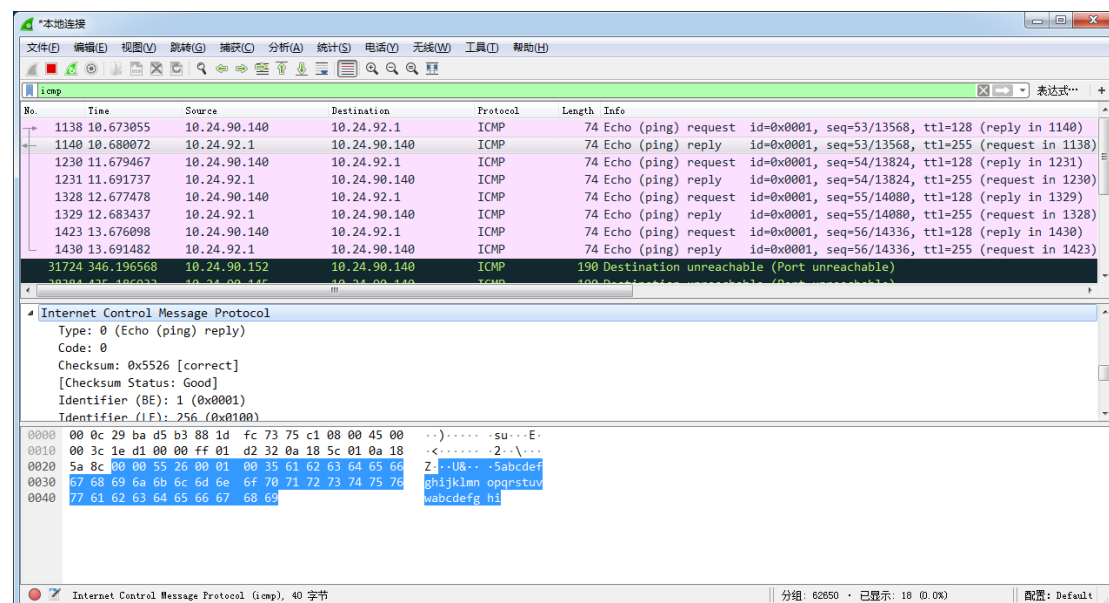 *本地连接
文件(F) 编辑(E) 视图(V) 跳转(G) 捕获(C) 分析(A) 统计(S) 电话(Y) 无线(W) 工具(T) 帮助(H)
icmp 表达式… +
No. Time Source Destination Protocol Length Info
1138 10.673055 10.24.90.140 10.24.92.1 ICMP 74 Echo (ping) request id=0x0001, seq=53/13568, ttl=128 (reply in 1140)
1140 10.680072 10.24.92.1 10.24.90.140 ICMP 74 Echo (ping) reply id=0x0001, seq=53/13568, ttl=255 (request in 1138)
1230 11.679467 10.24.90.140 10.24.92.1 ICMP 74 Echo (ping) request id=0x0001, seq=54/13824, ttl=128 (reply in 1231)
1231 11.691737 10.24.92.1 10.24.90.140 ICMP 74 Echo (ping) reply id=0x0001, seq=54/13824, ttl=255 (request in 1230)
1328 12.677478 10.24.90.140 10.24.92.1 ICMP 74 Echo (ping) request id=0x0001, seq=55/14080, ttl=128 (reply in 1329)
1329 12.683437 10.24.92.1 10.24.90.140 ICMP 74 Echo (ping) reply id=0x0001, seq=55/14080, ttl=255 (request in 1328)
1423 13.676098 10.24.90.140 10.24.92.1 ICMP 74 Echo (ping) request id=0x0001, seq=56/14336, ttl=128 (reply in 1430)
1430 13.691482 10.24.92.1 10.24.90.140 ICMP 74 Echo (ping) reply id=0x0001, seq=56/14336, ttl=255 (request in 1423)
31724 346.196568 10.24.90.152 10.24.90.140 ICMP 190 Destination unreachable (Port unreachable)
Internet Control Message Protocol
Type: 0 (Echo (ping) reply)
Code: 0
Checksum: 0x5526 [correct]
[Checksum Status: Good]
Identifier (BE): 1 (0x0001)
Identifier (LE): 256 (0x0100)
0000 00 0c 29 ba d5 b3 88 1d fc 73 75 c1 08 00 45 00 ··)····· ·su···E·
0010 00 3c 1e d1 00 00 ff 01 d2 32 0a 18 5c 01 0a 18 ·<······ ·2··\···
0020 5a 8c 00 00 55 26 00 01 00 35 61 62 63 64 65 66 Z···U&·· ·5abcdef
0030 67 68 69 6a 6b 6c 6d 6e 6f 70 71 72 73 74 75 76 ghijklmn opqrstuv
0040 77 61 62 63 64 65 66 67 68 69 wabcdefg hi
Internet Control Message Protocol (icmp), 40 字节 分组: 62650 · 已显示: 18 (0.0%) 配置: Default